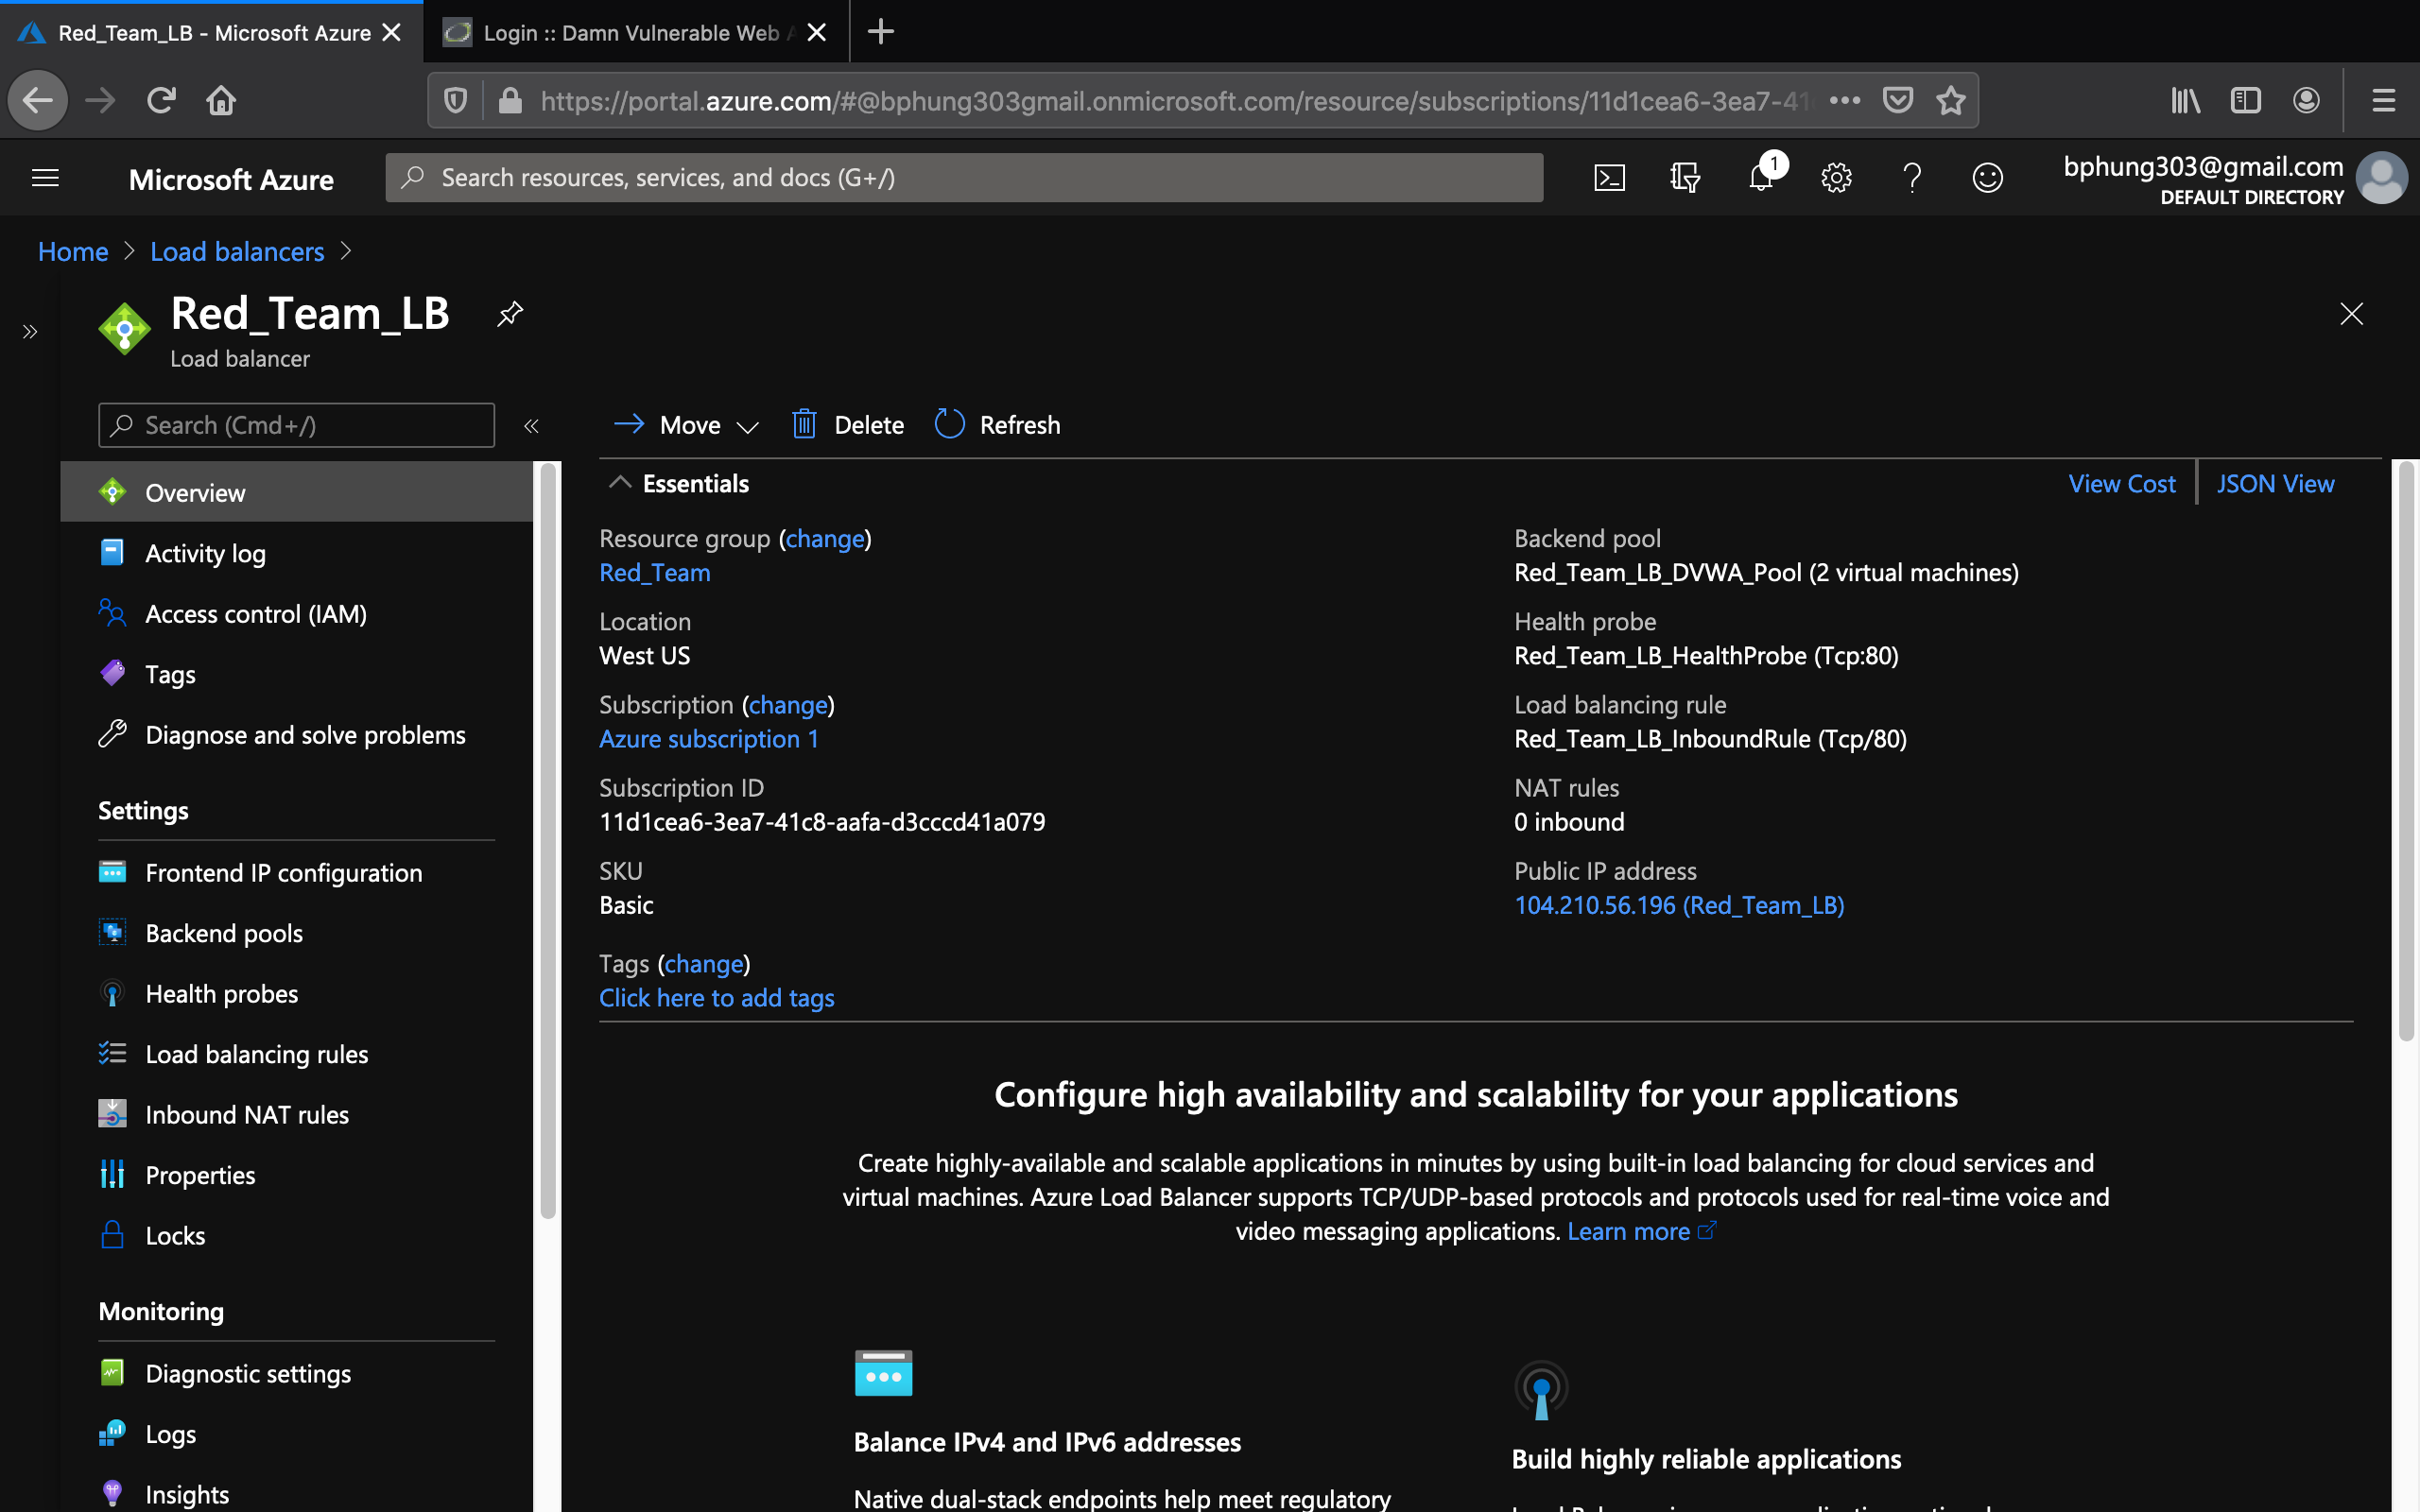 Red_Team_LB - Microsoft Azure
Login :: Damn Vulnerable Web A
https://portal.azure.com/#@bphung303gmail.onmicrosoft.com/resource/subscriptions/11d1cea6-3ea7-41
Microsoft Azure
Search resources, services, and docs (G+/)
1
bphung303@gmail.com
DEFAULT DIRECTORY
Home > Load balancers >
Red_Team_LB
Load balancer
Search (Cmd+/)
Overview
Activity log
Access control (IAM)
Tags
Diagnose and solve problems
Settings
Frontend IP configuration
Backend pools
Health probes
Load balancing rules
Inbound NAT rules
Properties
Locks
Monitoring
Diagnostic settings
Logs
Insights
Move
Delete
Refresh
Essentials
View Cost
JSON View
Resource group (change)
Red_Team
Location
West US
Subscription (change)
Azure subscription 1
Subscription ID
11d1cea6-3ea7-41c8-aafa-d3cccd41a079
SKU
Basic
Tags (change)
Click here to add tags
Backend pool
Red_Team_LB_DVWA_Pool (2 virtual machines)
Health probe
Red_Team_LB_HealthProbe (Tcp:80)
Load balancing rule
Red_Team_LB_InboundRule (Tcp/80)
NAT rules
0 inbound
Public IP address
104.210.56.196 (Red_Team_LB)
Configure high availability and scalability for your applications
Create highly-available and scalable applications in minutes by using built-in load balancing for cloud services and
virtual machines. Azure Load Balancer supports TCP/UDP-based protocols and protocols used for real-time voice and
video messaging applications. Learn more
Balance IPv4 and IPv6 addresses
Native dual-stack endpoints help meet regulatory
Build highly reliable applications